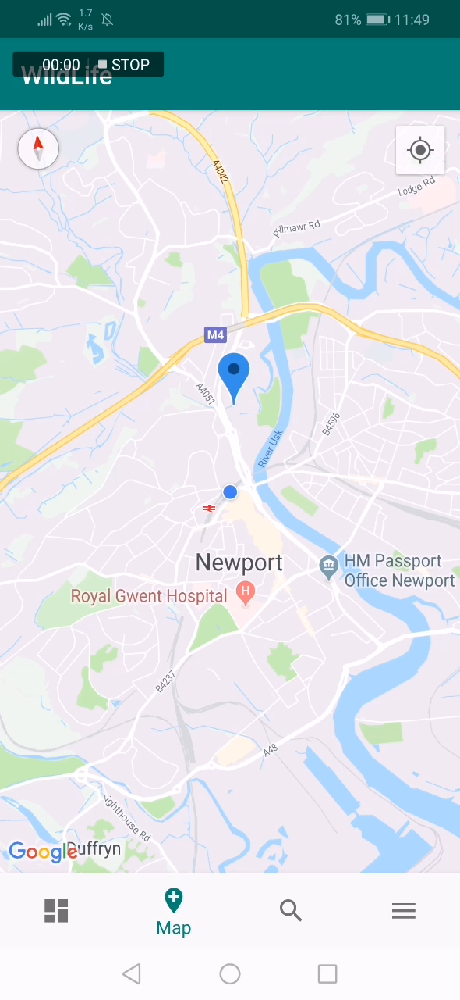 1.7
K/s
81%
11:49
00:00
STOP
WildLife
A4042
Lodge Rd
Pillmawr Rd
M4
A4051
B4596
River Usk
Newport
HM Passport
Office Newport
Royal Gwent Hospital
H
B4237
A48
ighthouse Rd
Google
Duffryn
Map